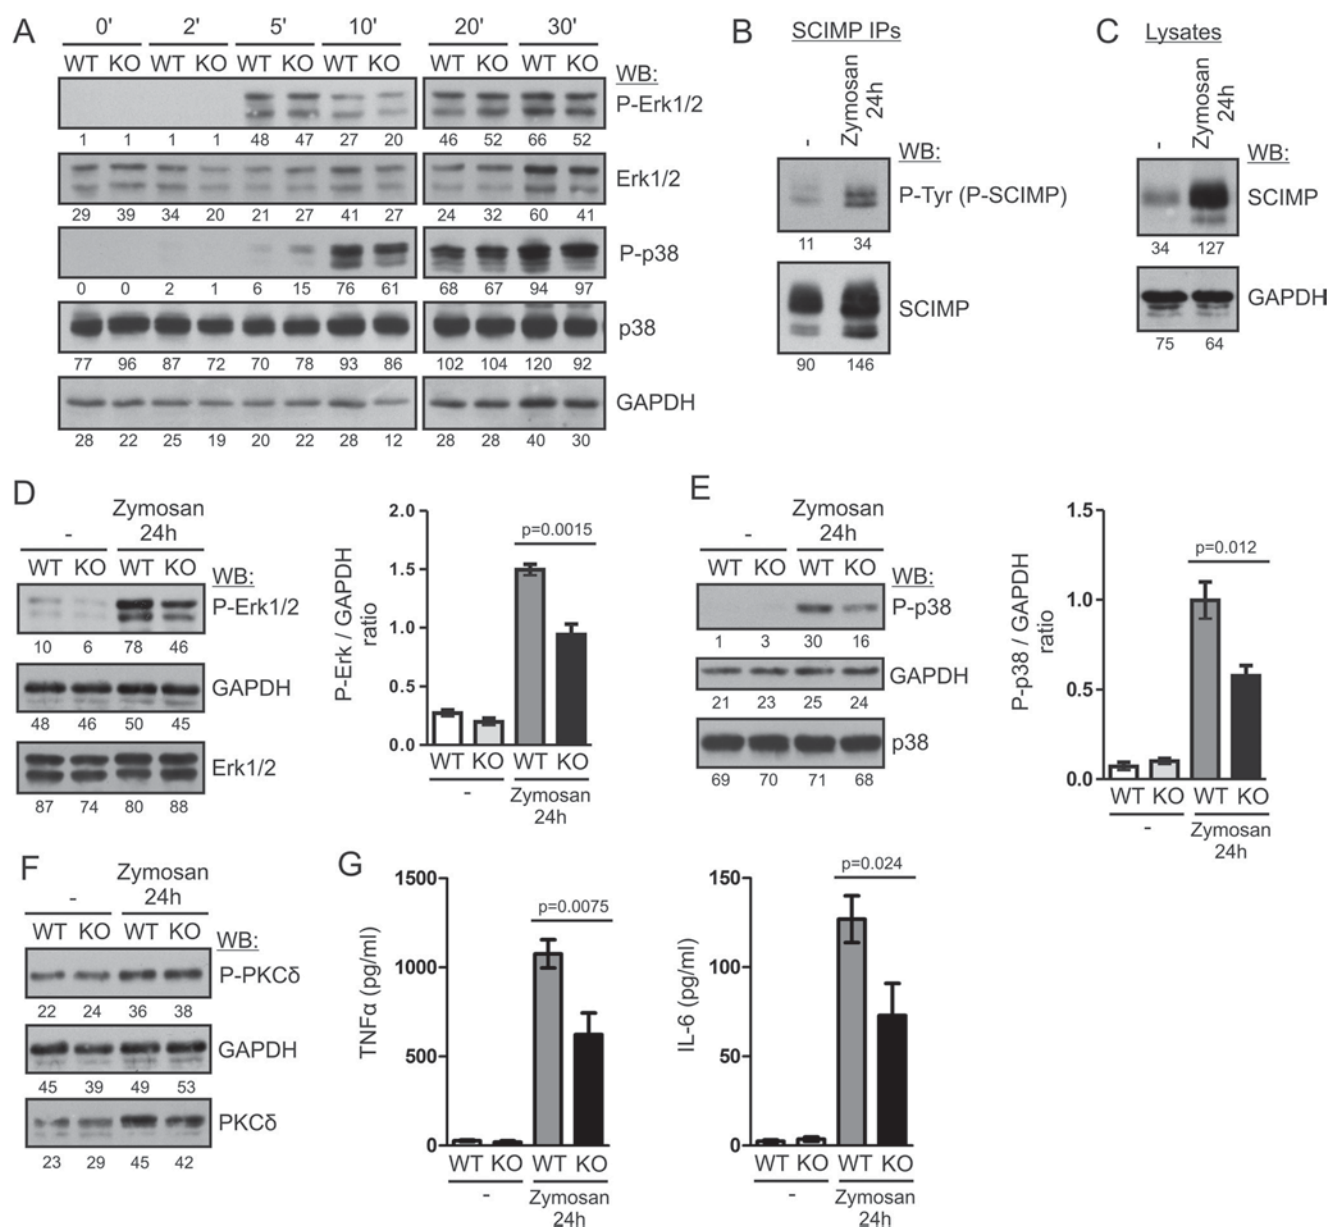 A
0' 2' 5' 10' 20' 30'
WT KO WT KO WT KO WT KO WT KO WT KO
WB:
P-Erk1/2
1 1 1 1 48 47 27 20 46 52 66 52
Erk1/2
29 39 34 20 21 27 41 27 24 32 60 41
P-p38
0 0 2 1 6 15 76 61 68 67 94 97
p38
77 96 87 72 70 78 93 86 102 104 120 92
GAPDH
28 22 25 19 20 22 28 12 28 28 40 30
B
SCIMP IPs
-
Zymosan
24h
WB:
P-Tyr (P-SCIMP)
11 34
SCIMP
90 146
C
Lysates
-
Zymosan
24h
WB:
SCIMP
34 127
GAPDH
75 64
D
Zymosan
- 24h
WT KO WT KO
WB:
P-Erk1/2
10 6 78 46
GAPDH
48 46 50 45
Erk1/2
87 74 80 88
P-Erk / GAPDH
ratio
2.0
1.5
1.0
0.5
0.0
p=0.0015
WT KO WT KO
- Zymosan
24h
E
Zymosan
- 24h
WT KO WT KO
WB:
P-p38
1 3 30 16
GAPDH
21 23 25 24
p38
69 70 71 68
P-p38 / GAPDH
ratio
1.5
1.0
0.5
0.0
p=0.012
WT KO WT KO
- Zymosan
24h
F
Zymosan
- 24h
WT KO WT KO
WB:
P-PKCδ
22 24 36 38
GAPDH
45 39 49 53
PKCδ
23 29 45 42
G
TNFα (pg/ml)
1500
1000
500
0
p=0.0075
WT KO WT KO
- Zymosan
24h
IL-6 (pg/ml)
150
100
50
0
p=0.024
WT KO WT KO
- Zymosan
24h